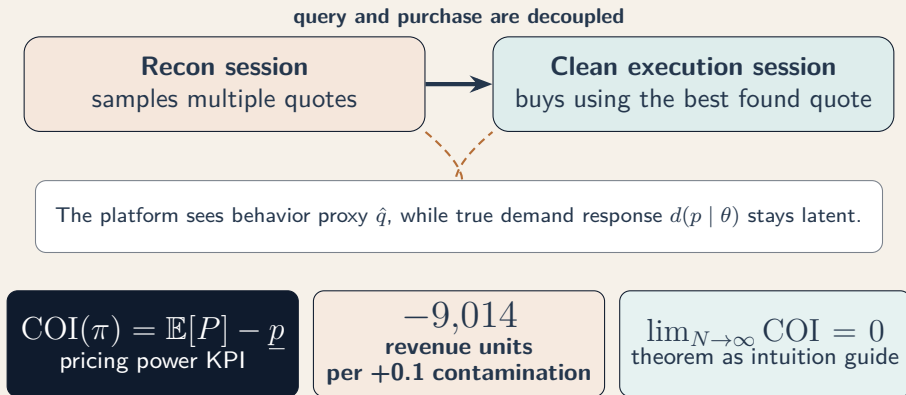 query and purchase are decoupled
Recon session
samples multiple quotes
Clean execution session
buys using the best found quote
The platform sees behavior proxy q̂, while true demand response d(p | θ) stays latent.
COI(π) = 𝔼[P] − p̲
pricing power KPI
−9,014
revenue units
per +0.1 contamination
lim_{N→∞} COI = 0
theorem as intuition guide